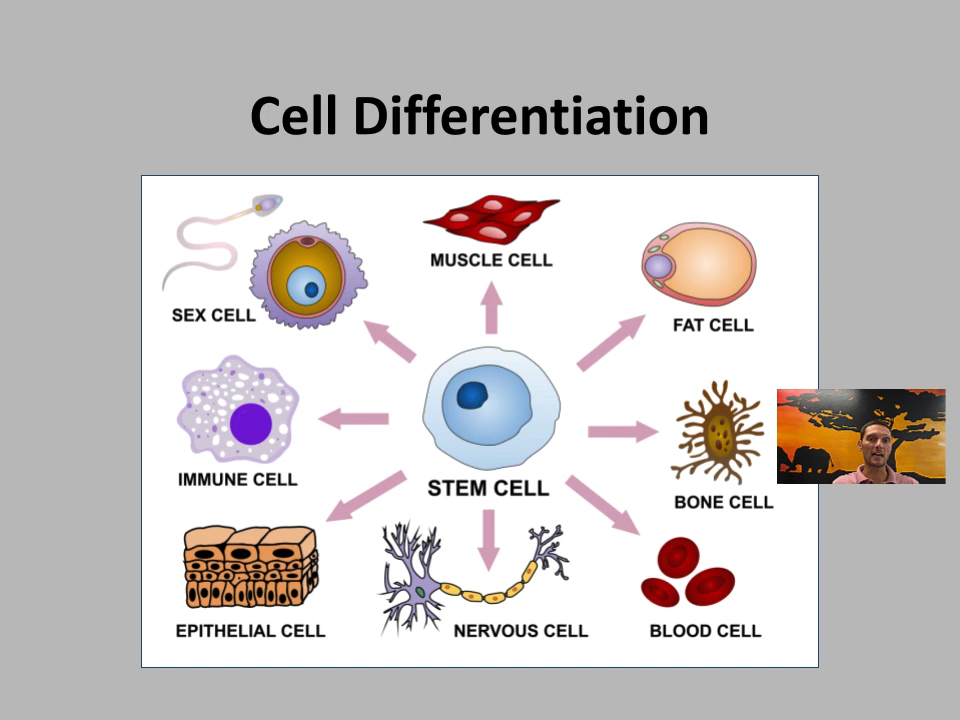 Cell Differentiation
MUSCLE CELL
SEX CELL
FAT CELL
IMMUNE CELL
STEM CELL
BONE CELL
EPITHELIAL CELL
NERVOUS CELL
BLOOD CELL